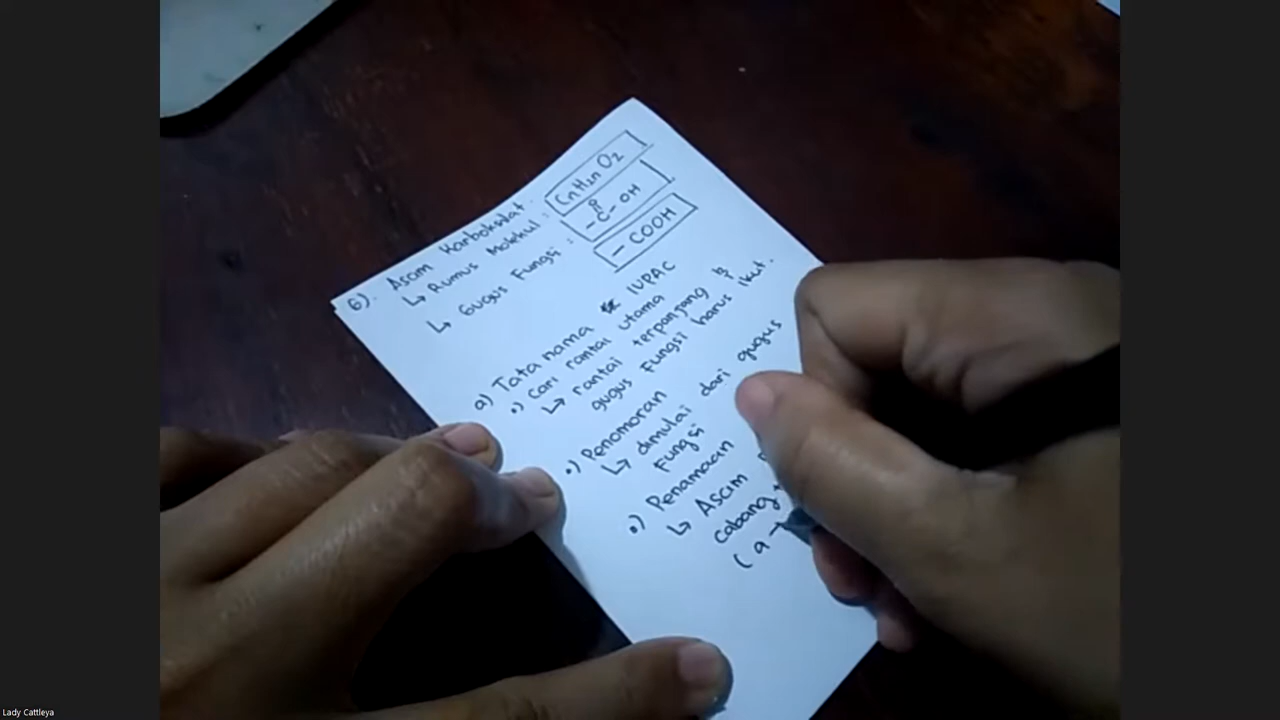 6). Asam Karboksilat.
↳ Rumus Molekul : CnH2nO2
↳ Gugus Fungsi : O
- C - OH
- COOH
a) Tata nama IUPAC
•) Cari rantai utama
↳ rantai terpanjang
gugus Fungsi harus ikut.
•) Penomoran
↳ dimulai dari gugus
Fungsi
•) Penamaan
↳ Asam
cabang +
( a
Lady Cattleya